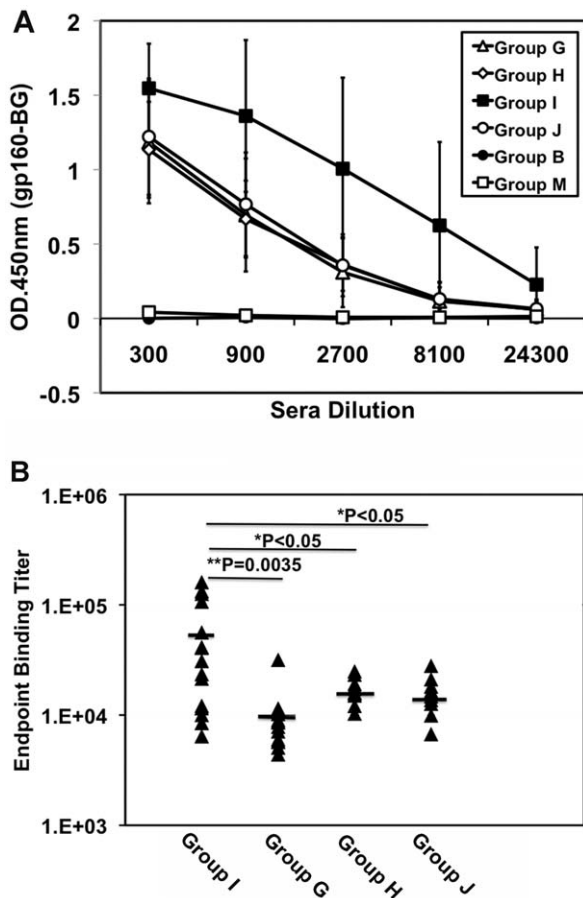 A
2
1.5
1
0.5
0
-0.5
OD.450nm (gp160-BG)
Group G
Group H
Group I
Group J
Group B
Group M
300 900 2700 8100 24300
Sera Dilution
B
1.E+06
1.E+05
1.E+04
1.E+03
Endpoint Binding Titer
*P<0.05
*P<0.05
**P=0.0035
Group I Group G Group H Group J